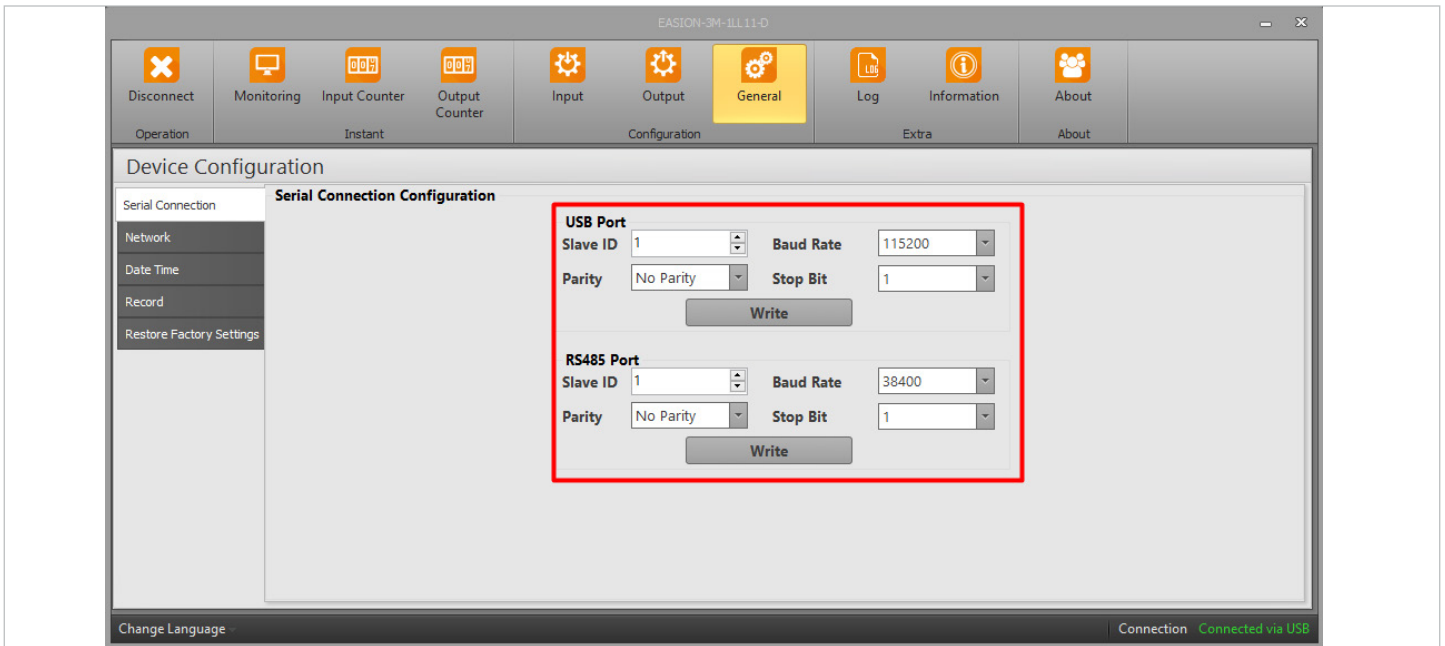 EASION-3M-1LL11-D
Disconnect Monitoring Input Counter Output Counter Input Output General Log Information About
Operation Instant Configuration Extra About
Device Configuration
Serial Connection
Network
Date Time
Record
Restore Factory Settings
Serial Connection Configuration
USB Port
Slave ID 1 Baud Rate 115200
Parity No Parity Stop Bit 1
Write
RS485 Port
Slave ID 1 Baud Rate 38400
Parity No Parity Stop Bit 1
Write
Change Language Connection Connected via USB